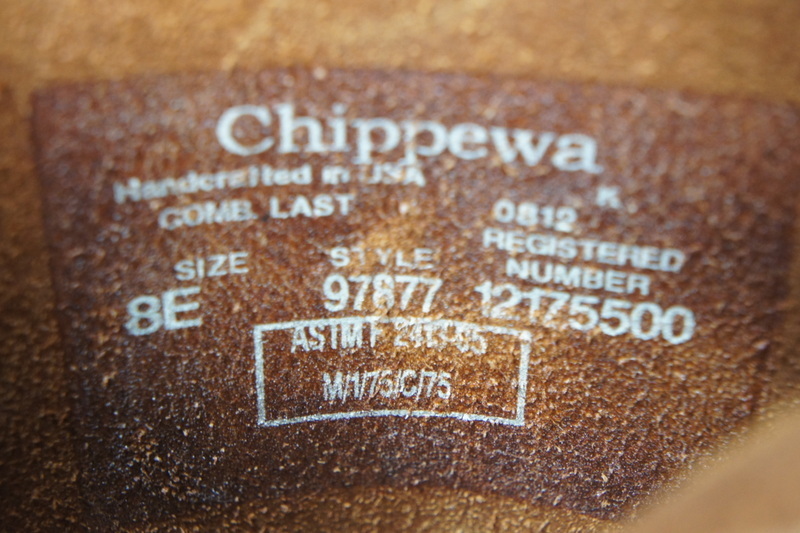 Chippewa
Handcrafted in USA K
COMB. LAST 0812
SIZE STYLE REGISTERED
NUMBER
8E 97877 12175500
ASTM F 2413-05
M/I/75/C/75